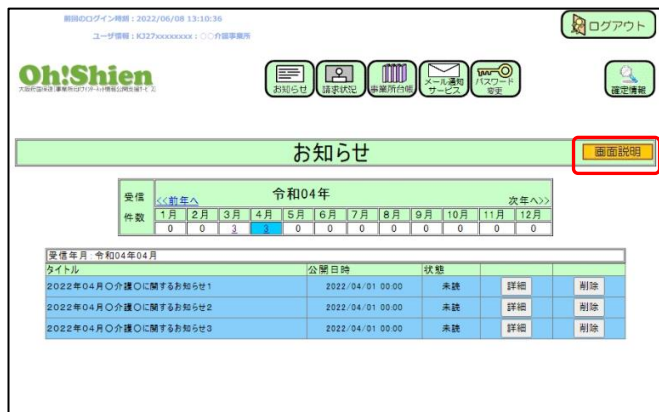 前回のログイン時間：2022/06/08 13:10:36
ユーザ情報：KJ27xxxxxxxx：〇〇介護事業所
ログアウト
Oh!Shien
お知らせ
請求状況
事業所台帳
メール通知
サービス
パスワード
変更
確定情報
お知らせ
画面説明
受信
件数
<<前年へ 令和04年 次年へ>>
1月 2月 3月 4月 5月 6月 7月 8月 9月 10月 11月 12月
0 0 3 3 0 0 0 0 0 0 0 0
受信年月:令和04年04月
タイトル 公開日時 状態
2022年04月〇介護〇に関するお知らせ1 2022/04/01 00:00 未読 詳細 削除
2022年04月〇介護〇に関するお知らせ2 2022/04/01 00:00 未読 詳細 削除
2022年04月〇介護〇に関するお知らせ3 2022/04/01 00:00 未読 詳細 削除